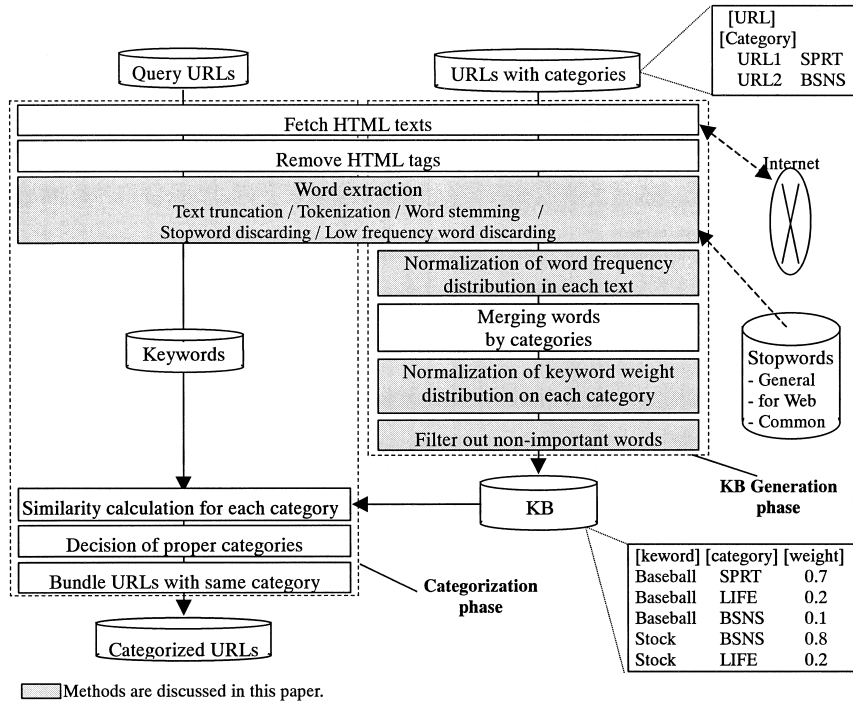 [URL]
[Category]
URL1 SPRT
URL2 BSNS
Query URLs
URLs with categories
Fetch HTML texts
Remove HTML tags
Internet
Word extraction
Text truncation / Tokenization / Word stemming /
Stopword discarding / Low frequency word discarding
Normalization of word frequency
distribution in each text
Merging words
by categories
Keywords
Stopwords
- General
- for Web
- Common
Normalization of keyword weight
distribution on each category
Filter out non-important words
KB Generation
phase
Similarity calculation for each category
KB
Decision of proper categories
Bundle URLs with same category
Categorization
phase
[keword] [category] [weight]
Baseball SPRT 0.7
Baseball LIFE 0.2
Baseball BSNS 0.1
Stock BSNS 0.8
Stock LIFE 0.2
Categorized URLs
Methods are discussed in this paper.